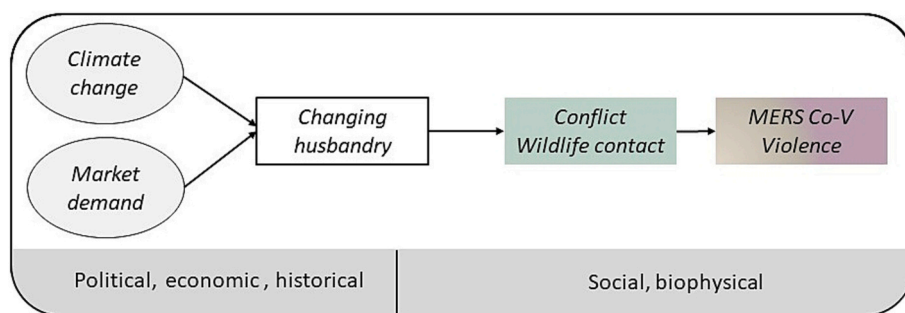 Climate
change
Market
demand
Changing
husbandry
Conflict
Wildlife contact
MERS Co-V
Violence
Political, economic , historical
Social, biophysical